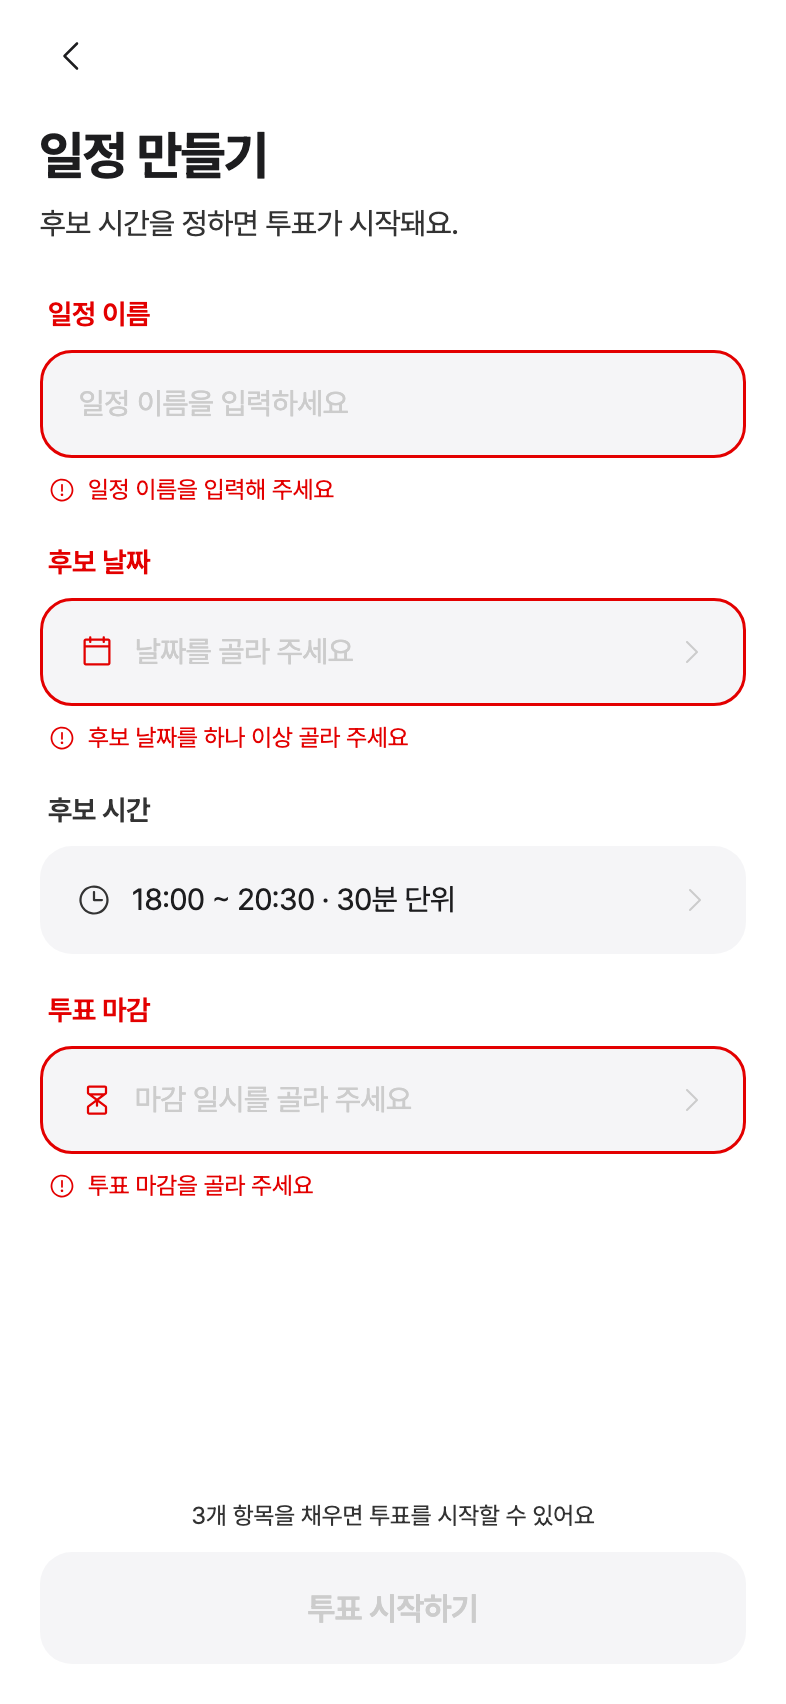 일정 만들기
후보 시간을 정하면 투표가 시작돼요.
일정 이름
일정 이름을 입력하세요
일정 이름을 입력해 주세요
후보 날짜
날짜를 골라 주세요
후보 날짜를 하나 이상 골라 주세요
후보 시간
18:00 ~ 20:30 · 30분 단위
투표 마감
마감 일시를 골라 주세요
투표 마감을 골라 주세요
3개 항목을 채우면 투표를 시작할 수 있어요
투표 시작하기